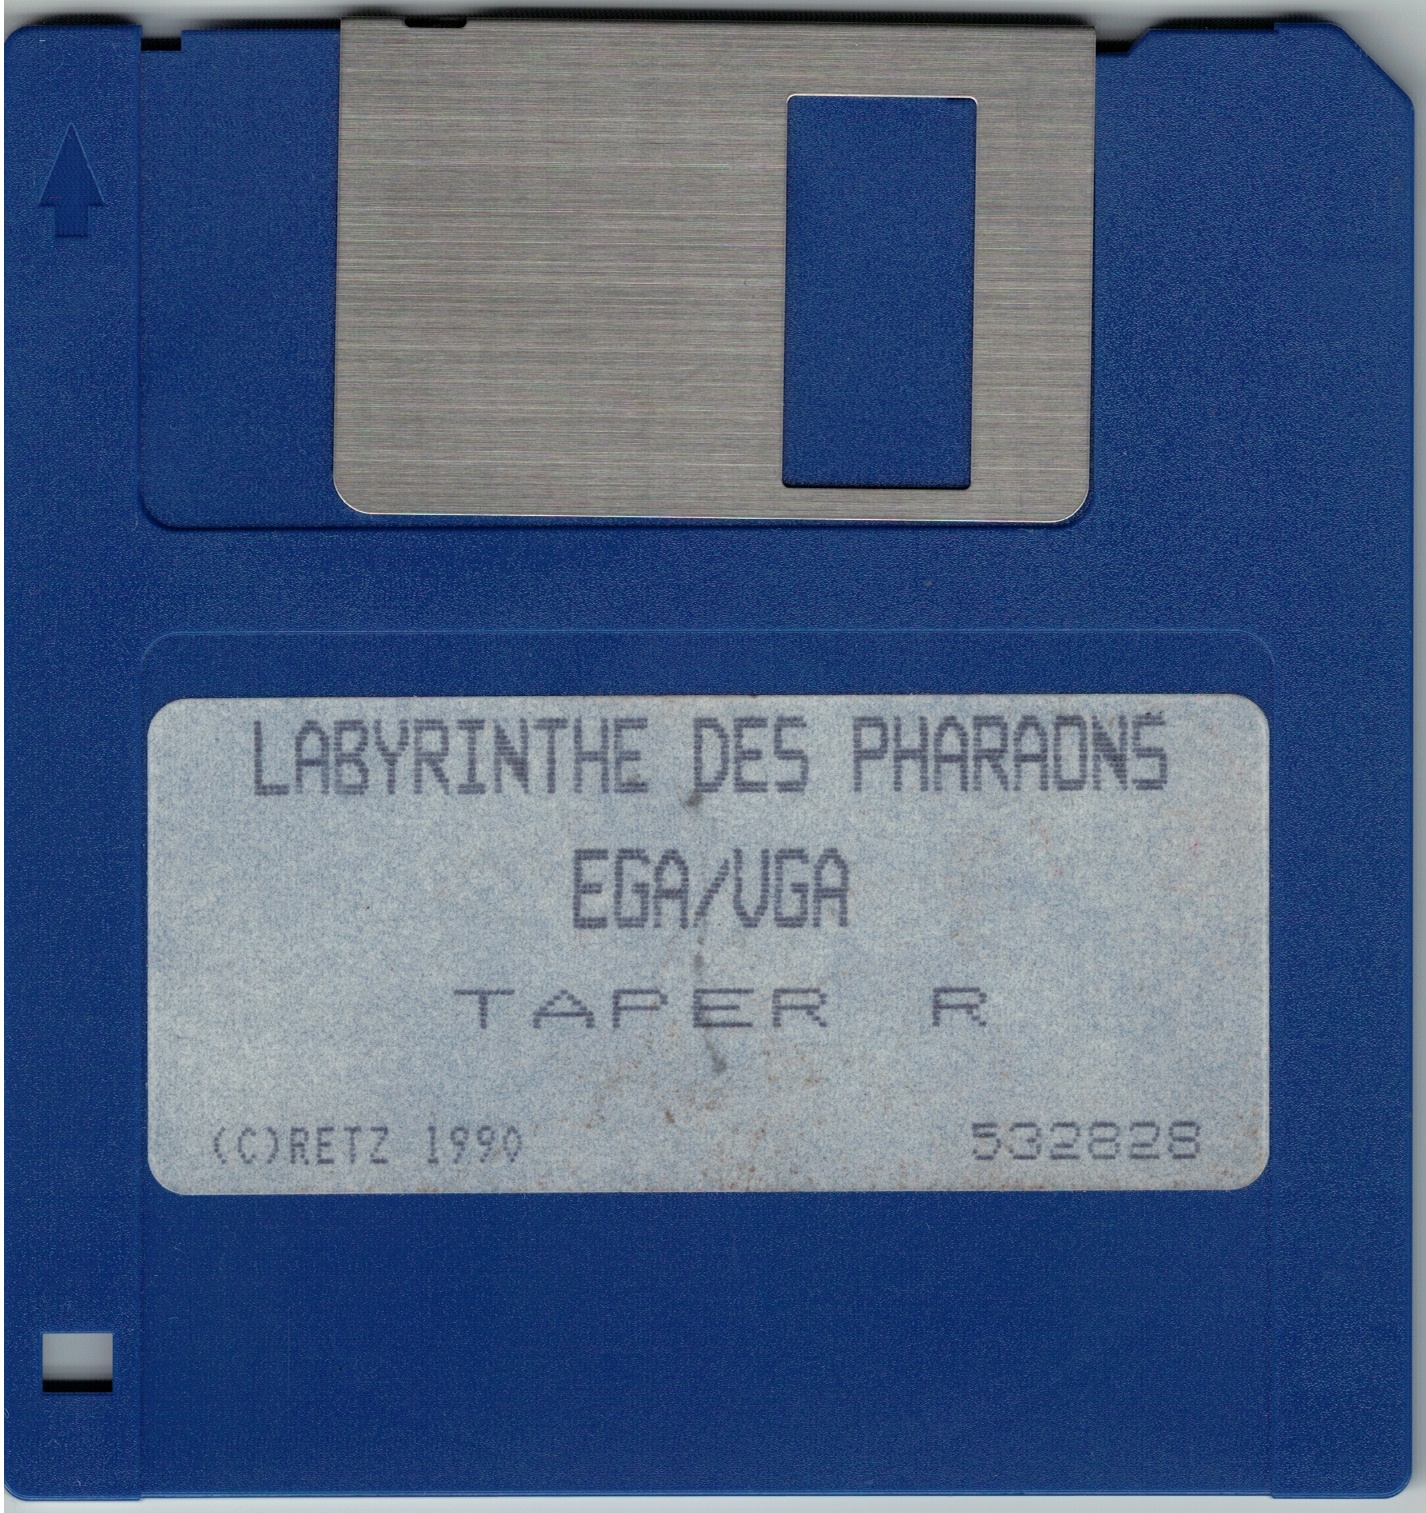 LABYRINTHE DES PHARAONS
EGA/VGA
TAPER R
(C)RETZ 1990
532828